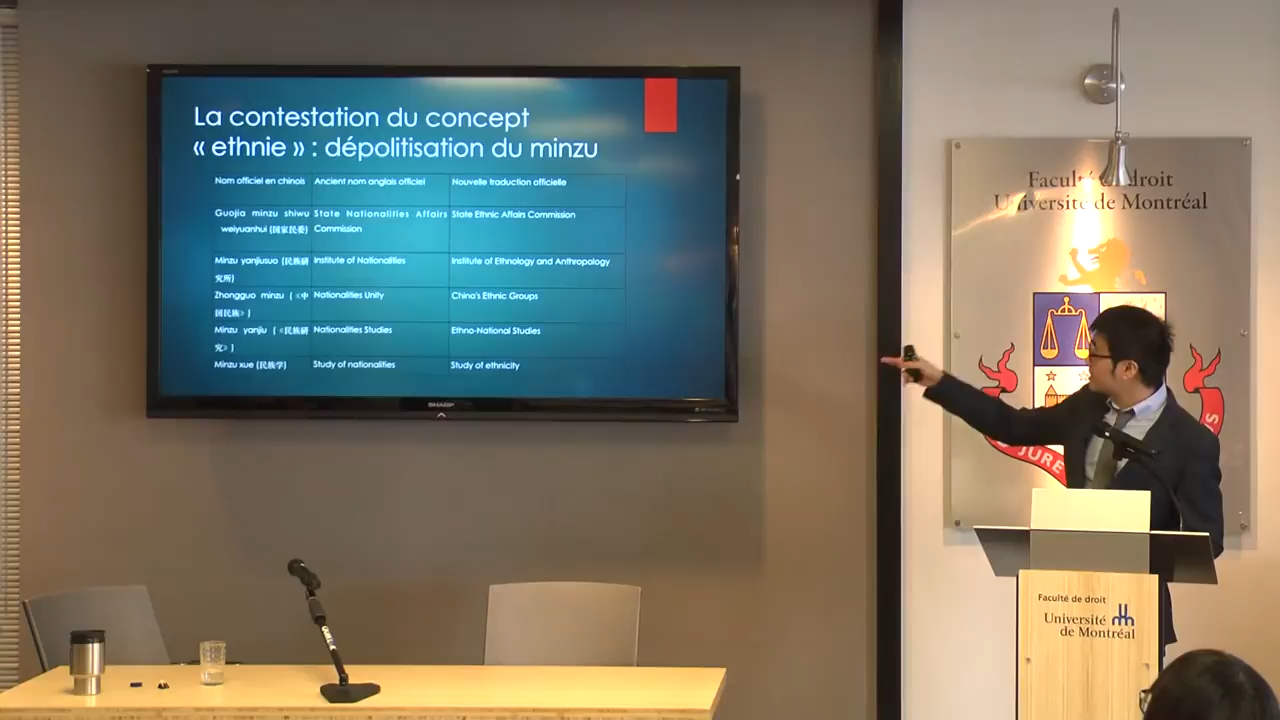 La contestation du concept
« ethnie » : dépolitisation du minzu
Nom officiel en chinois
Ancient nom anglais officiel
Nouvelle traduction officielle
Guojia minzu shiwu
weiyuanhui (国家民委)
State Nationalities Affairs
Commission
State Ethnic Affairs Commission
Minzu yanjiusuo (民族研
究所)
Institute of Nationalities
Institute of Ethnology and Anthropology
Zhongguo minzu (《中
国民族》)
Nationalities Unity
China's Ethnic Groups
Minzu yanjiu (《民族研
究》)
Nationalities Studies
Ethno-National Studies
Minzu xue (民族学)
Study of nationalities
Study of ethnicity
SHARP
Faculté de droit
Université de Montréal
JURE
Faculté de droit
Université
de Montréal